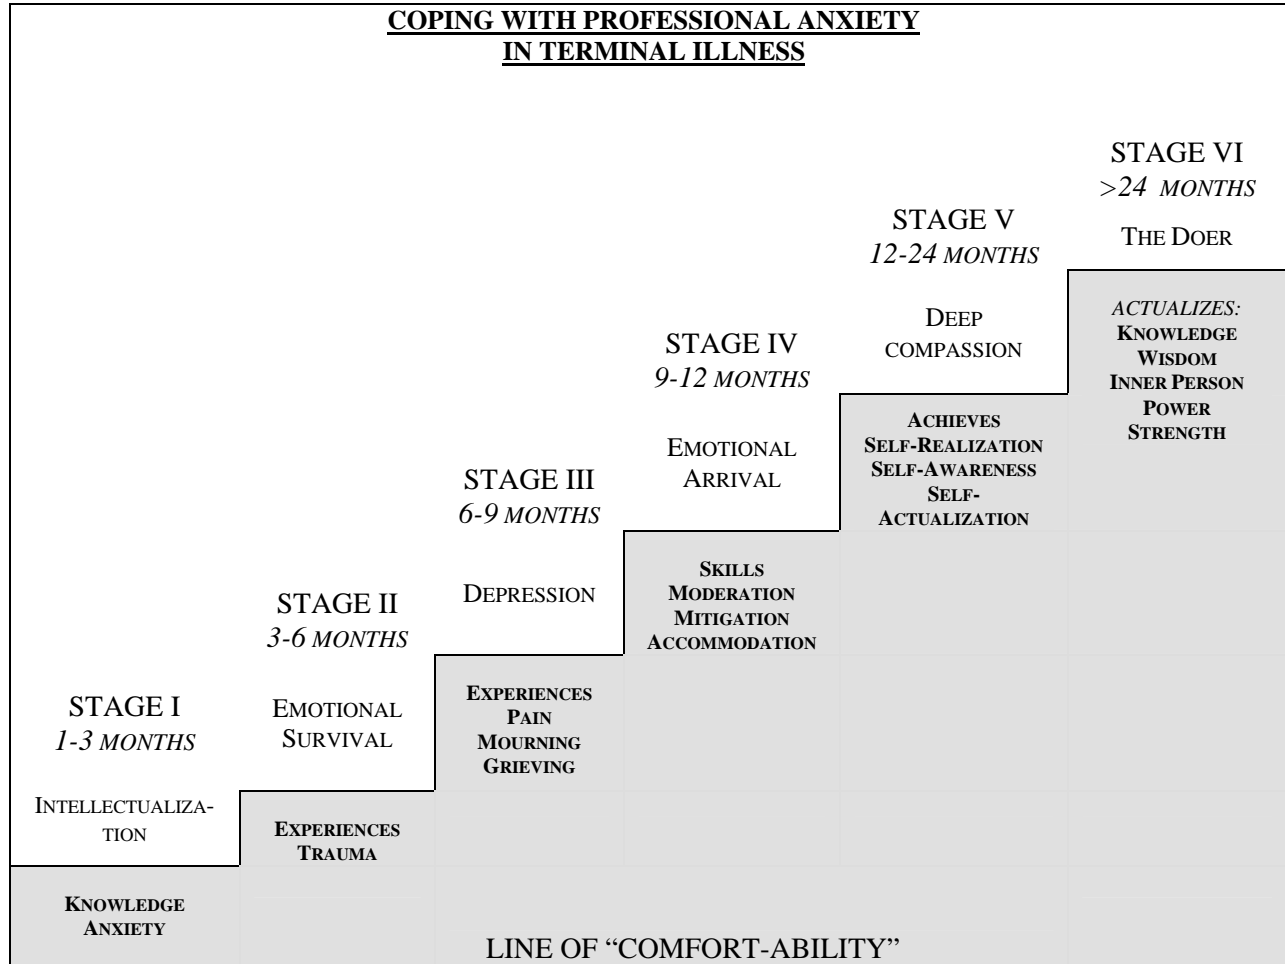 COPING WITH PROFESSIONAL ANXIETY
IN TERMINAL ILLNESS
STAGE I
1-3 MONTHS
INTELLECTUALIZA-
TION
KNOWLEDGE
ANXIETY
STAGE II
3-6 MONTHS
EMOTIONAL
SURVIVAL
EXPERIENCES
TRAUMA
STAGE III
6-9 MONTHS
DEPRESSION
EXPERIENCES
PAIN
MOURNING
GRIEVING
STAGE IV
9-12 MONTHS
EMOTIONAL
ARRIVAL
SKILLS
MODERATION
MITIGATION
ACCOMMODATION
STAGE V
12-24 MONTHS
DEEP
COMPASSION
ACHIEVES
SELF-REALIZATION
SELF-AWARENESS
SELF-
ACTUALIZATION
STAGE VI
>24 MONTHS
THE DOER
ACTUALIZES:
KNOWLEDGE
WISDOM
INNER PERSON
POWER
STRENGTH
LINE OF “COMFORT-ABILITY”